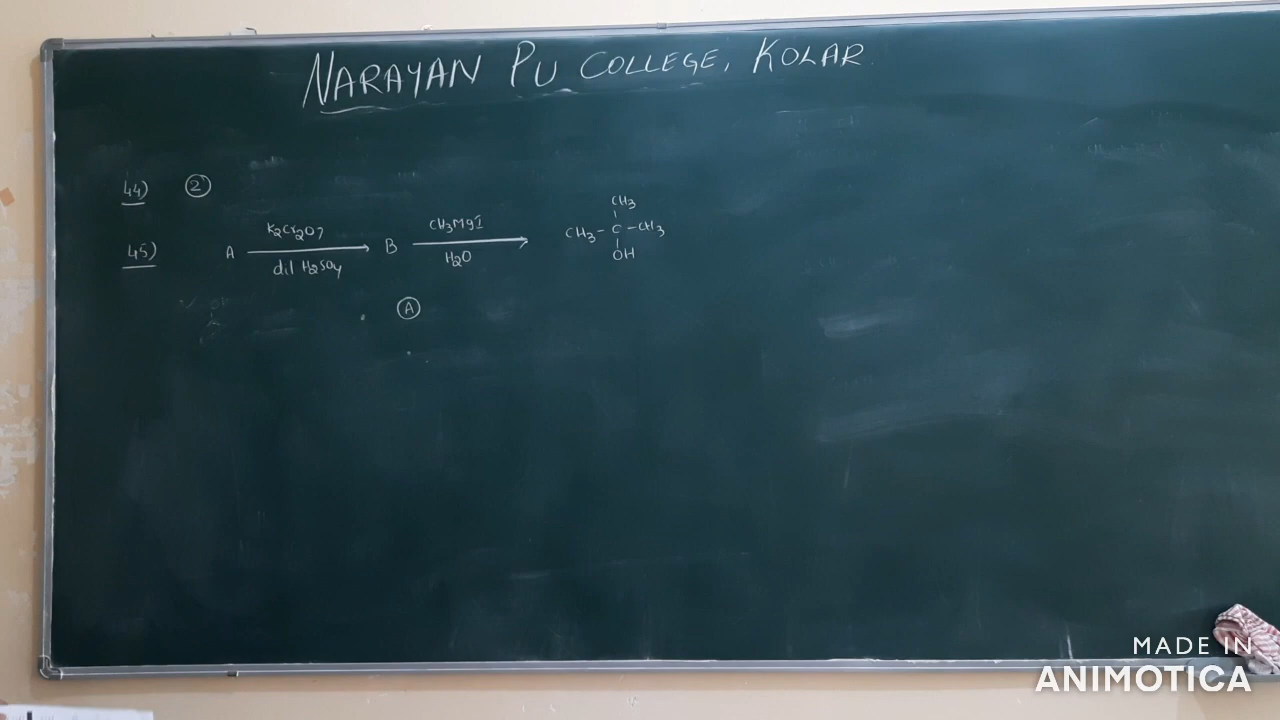 NARAYAN PU COLLEGE, KOLAR
44) 2
CH3
K2Cr2O7 CH3MgI
45) A B CH3-C-CH3
dil H2SO4 H2O OH
A
MADE IN
ANIMOTICA